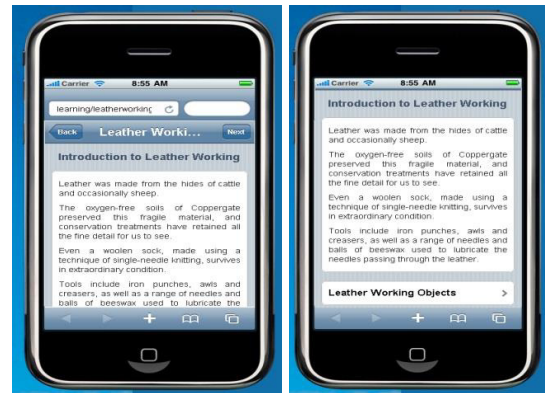 Carrier 8:55 AM
learning/leatherworking
Back Leather Worki... Next
Introduction to Leather Working
Leather was made from the hides of cattle
and occasionally sheep.
The oxygen-free soils of Coppergate
preserved this fragile material, and
conservation treatments have retained all
the fine detail for us to see.
Even a woolen sock, made using a
technique of single-needle knitting, survives
in extraordinary condition.
Tools include iron punches, awls and
creasers, as well as a range of needles and
balls of beeswax used to lubricate the
Carrier 8:55 AM
Introduction to Leather Working
Leather was made from the hides of cattle
and occasionally sheep.
The oxygen-free soils of Coppergate
preserved this fragile material, and
conservation treatments have retained all
the fine detail for us to see.
Even a woolen sock, made using a
technique of single-needle knitting, survives
in extraordinary condition.
Tools include iron punches, awls and
creasers, as well as a range of needles and
balls of beeswax used to lubricate the
needles passing through the leather.
Leather Working Objects